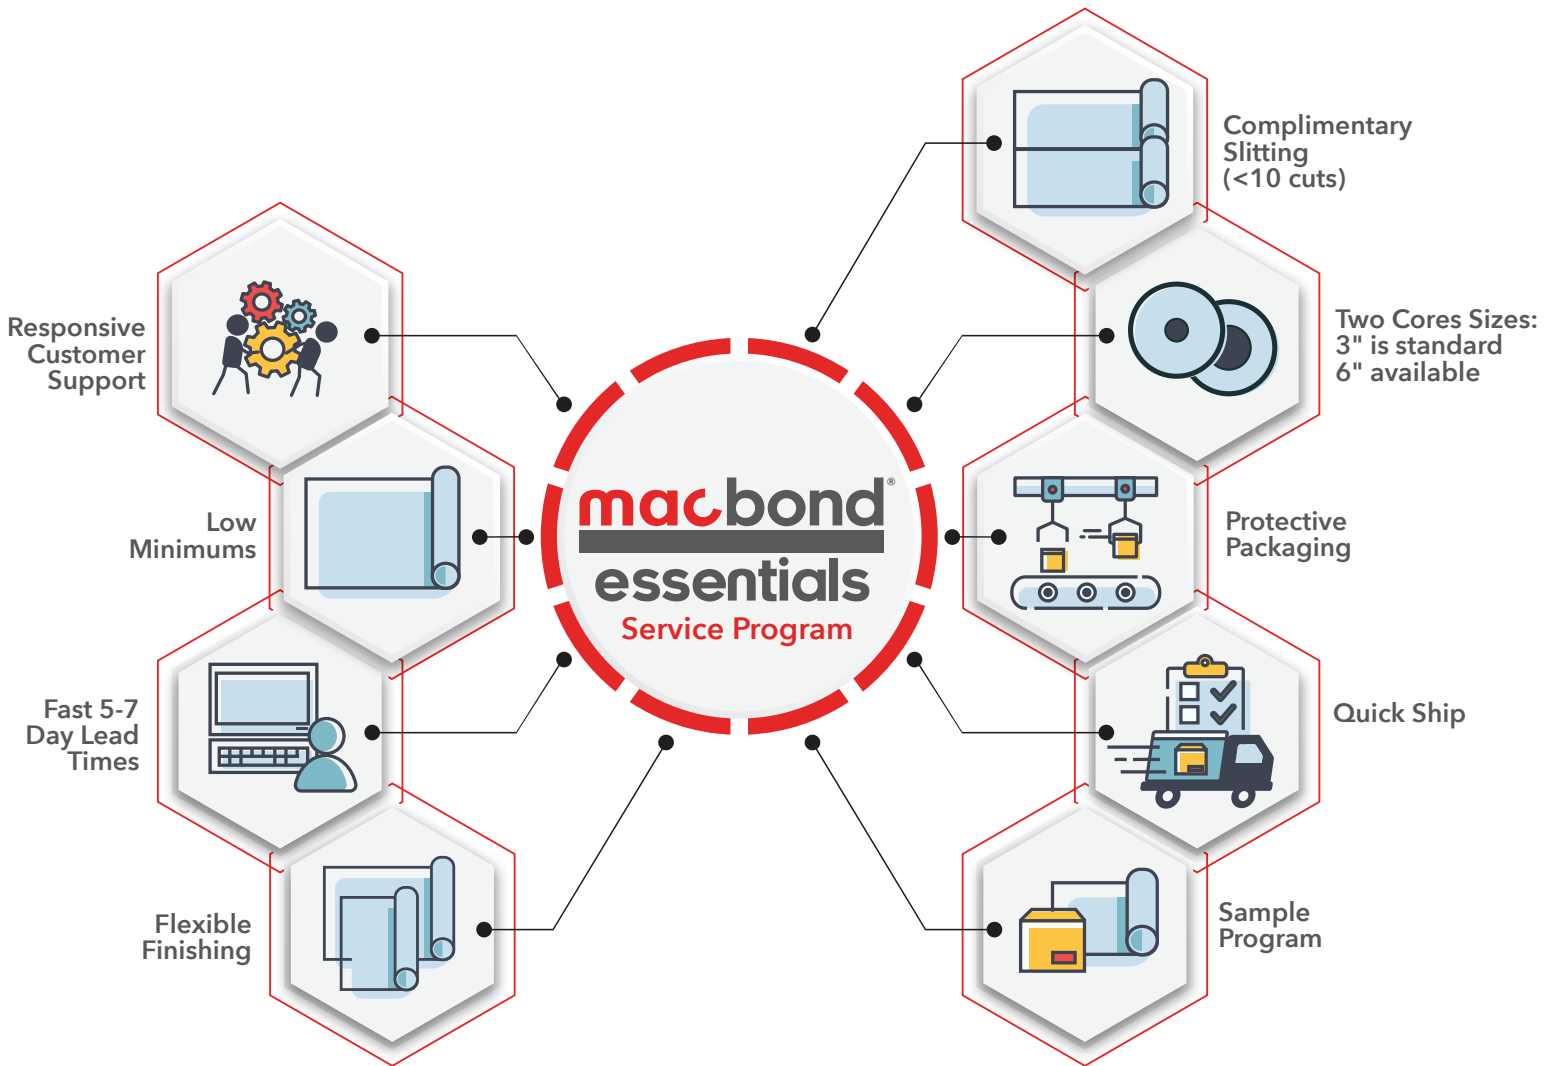 Complimentary
Slitting
(<10 cuts)
Responsive
Customer
Support
Two Cores Sizes:
3" is standard
6" available
macbond®
essentials
Service Program
Low
Minimums
Protective
Packaging
Fast 5-7
Day Lead
Times
Quick Ship
Flexible
Finishing
Sample
Program